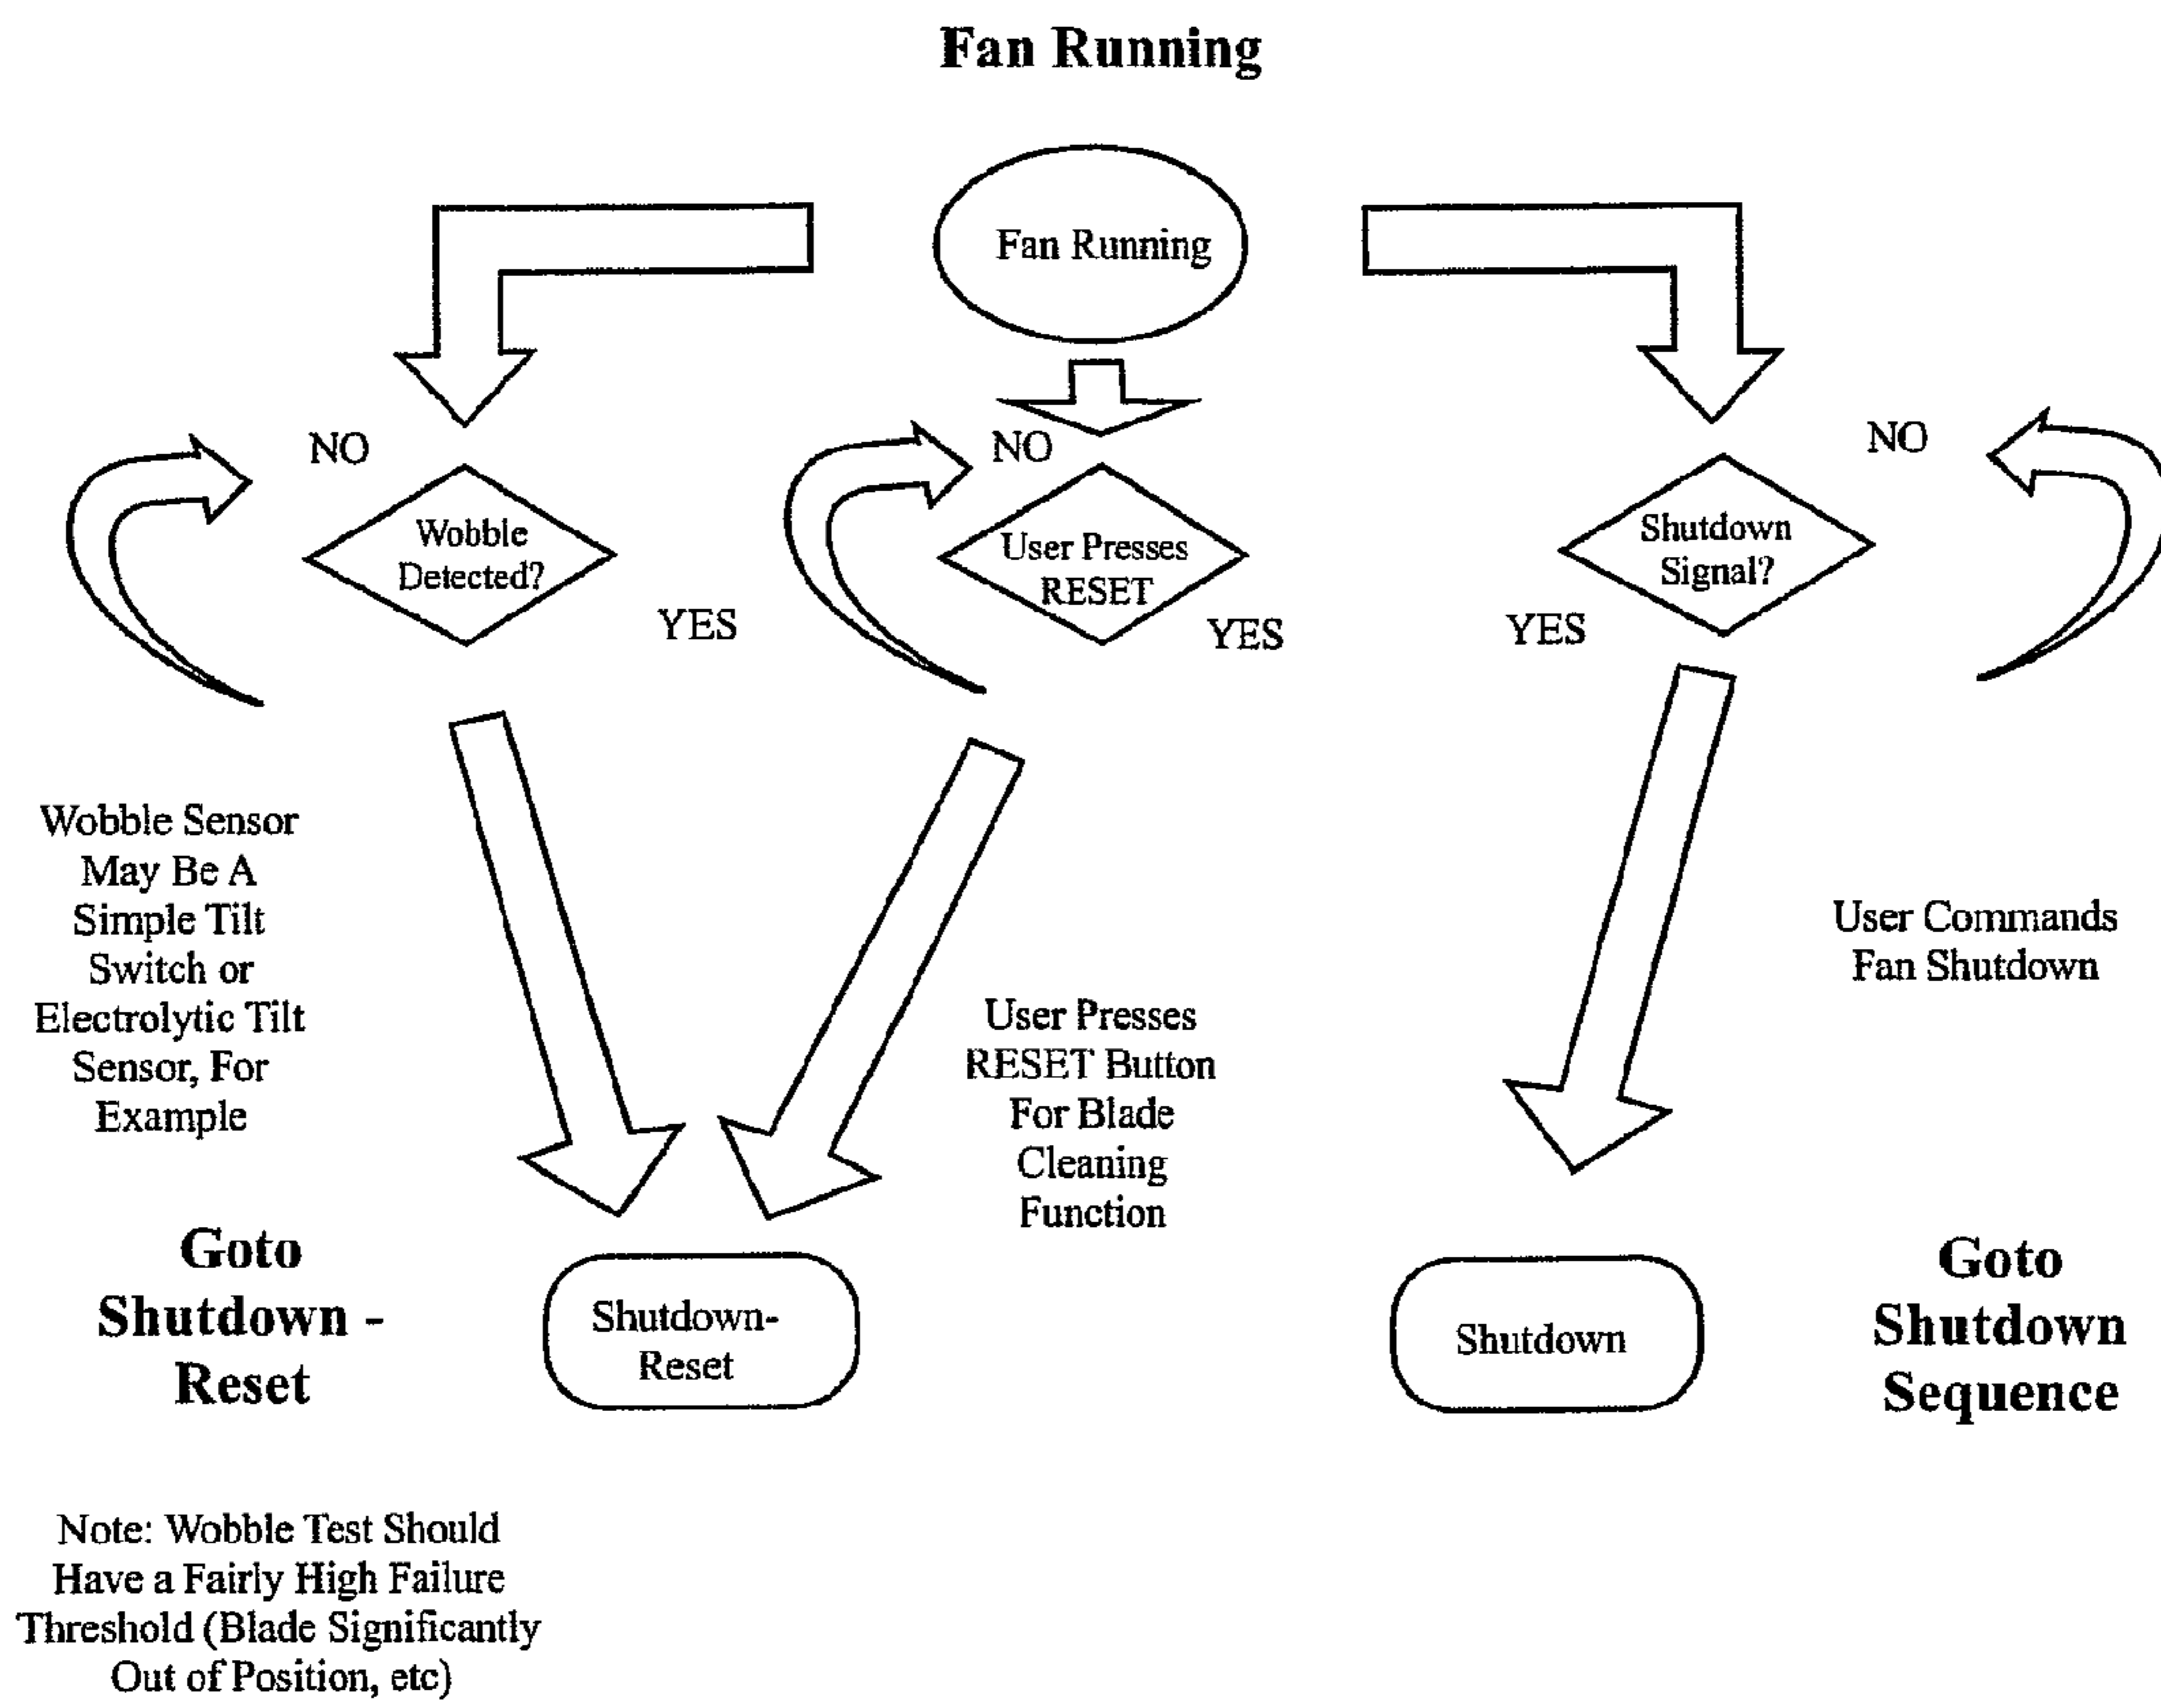 Fan Running
Fan Running
NO
Wobble
Detected?
YES
NO
User Presses
RESET
YES
NO
Shutdown
Signal?
YES
Wobble Sensor
May Be A
Simple Tilt
Switch or
Electrolytic Tilt
Sensor, For
Example
User Presses
RESET Button
For Blade
Cleaning
Function
User Commands
Fan Shutdown
Goto
Shutdown -
Reset
Shutdown-
Reset
Shutdown
Goto
Shutdown
Sequence
Note: Wobble Test Should
Have a Fairly High Failure
Threshold (Blade Significantly
Out of Position, etc)